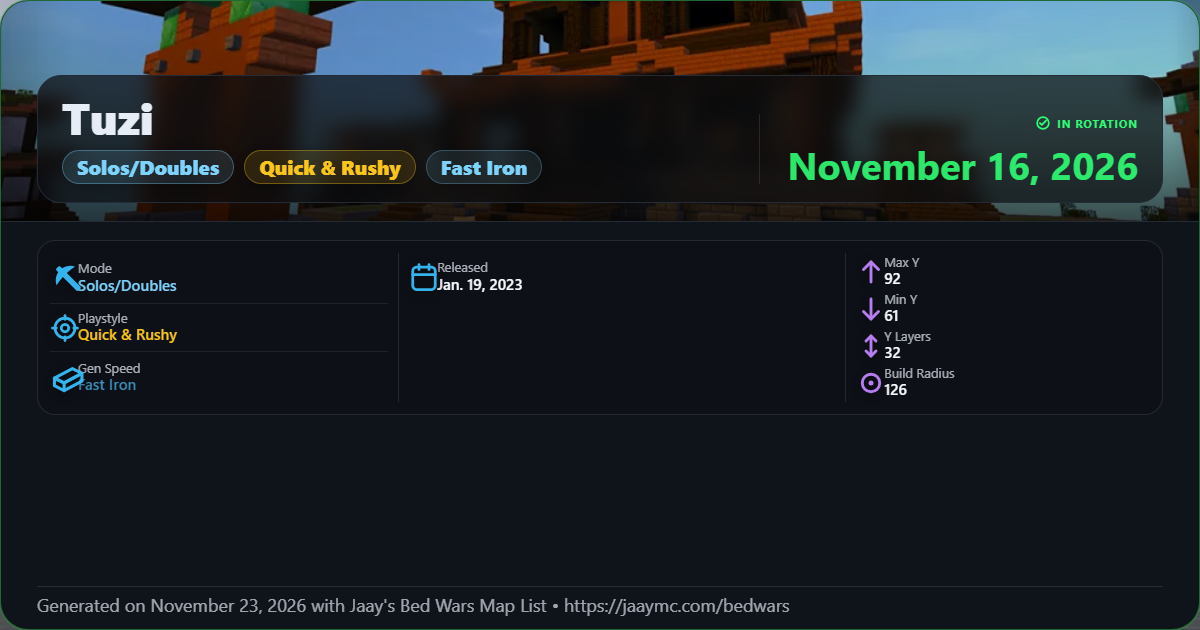 Tuzi
Solos/Doubles
Quick & Rushy
Fast Iron
IN ROTATION
November 16, 2026
Mode
Solos/Doubles
Playstyle
Quick & Rushy
Gen Speed
Fast Iron
Released
Jan. 19, 2023
Max Y
92
Min Y
61
Y Layers
32
Build Radius
126
Generated on November 23, 2026 with Jaay's Bed Wars Map List • https://jaaymc.com/bedwars